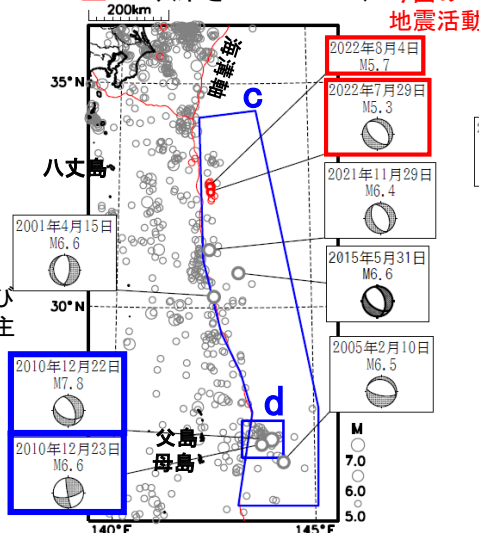 200km
地震活動
海溝軸
35°N
c
2022年8月4日
M5.7
2022年7月29日
M5.3
八丈島
2021年11月29日
M6.4
2001年4月15日
M6.6
2015年5月31日
M6.6
び
主
30°N
2005年2月10日
M6.5
2010年12月22日
M7.8
d
父島
母島
2010年12月23日
M6.6
M
7.0
6.0
5.0
140°E
145°E